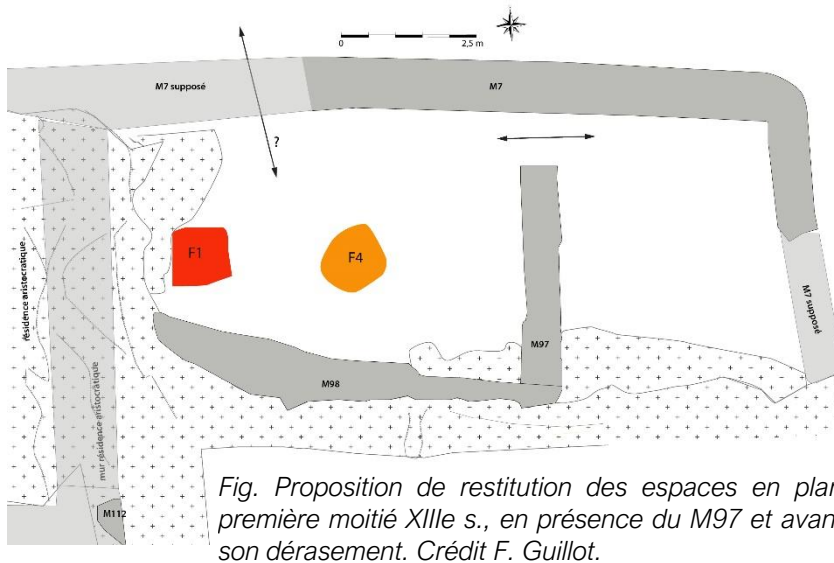 0 2,5 m
M7 supposé
M7
?
F1
F4
résidence aristocratique
mur résidence aristocratique
M97
M7 supposé
M98
M112
Fig. Proposition de restitution des espaces en plan
première moitié XIIIe s., en présence du M97 et avan
son dérasement. Crédit F. Guillot.